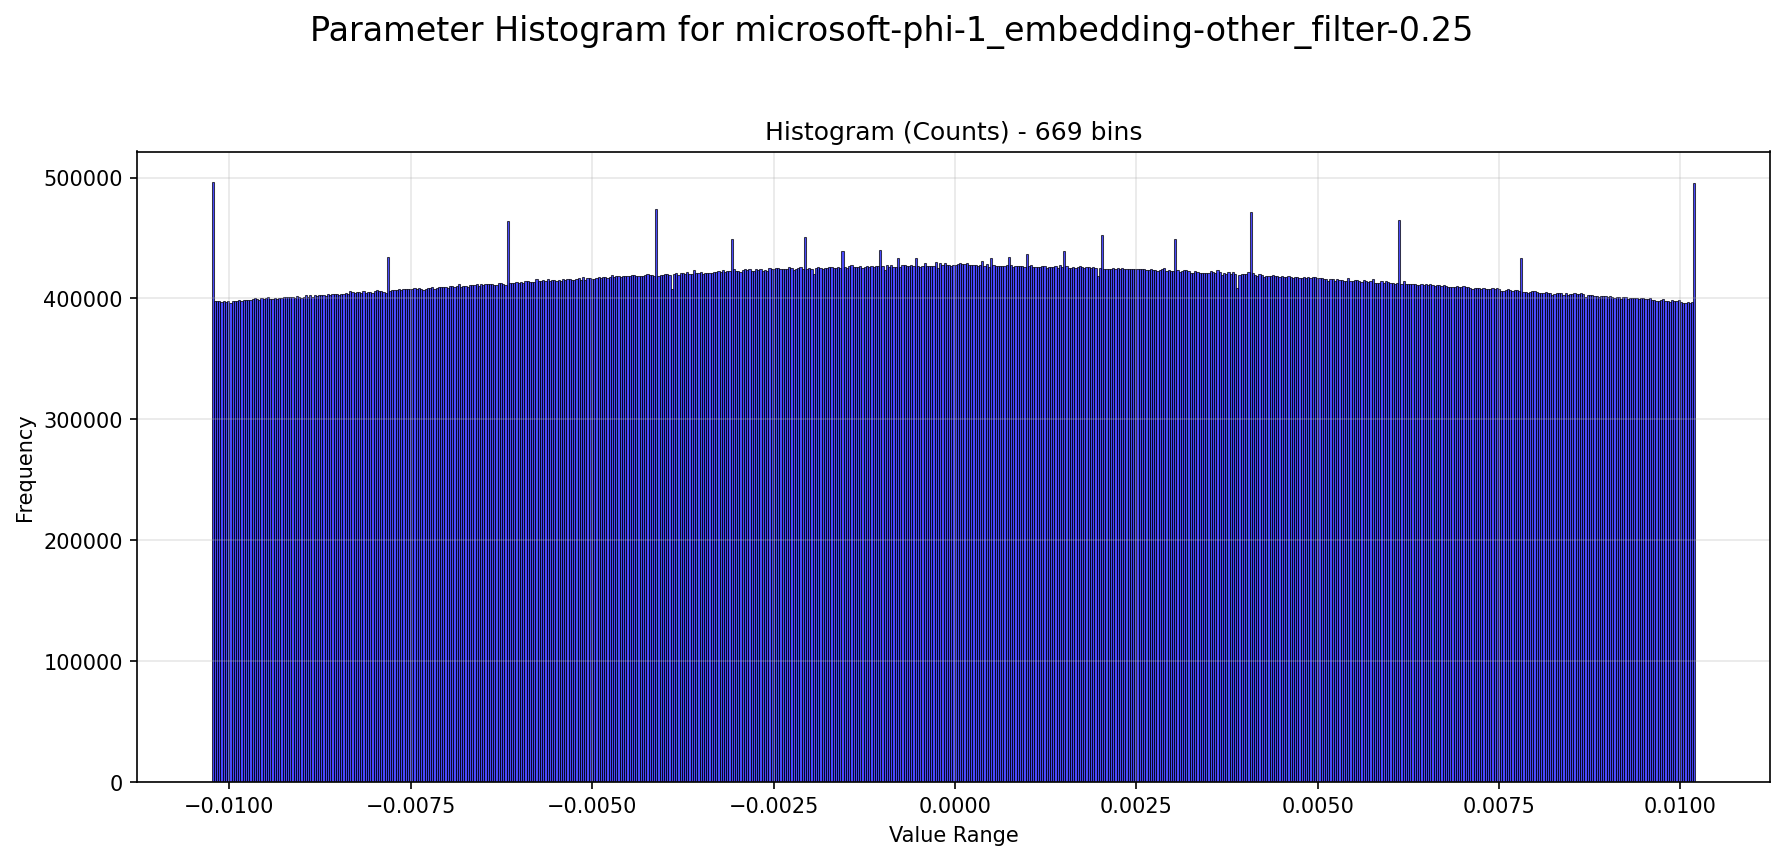 Parameter Histogram for microsoft-phi-1_embedding-other_filter-0.25
Histogram (Counts) - 669 bins
500000
400000
300000
200000
100000
0
Frequency
−0.0100 −0.0075 −0.0050 −0.0025 0.0000 0.0025 0.0050 0.0075 0.0100
Value Range